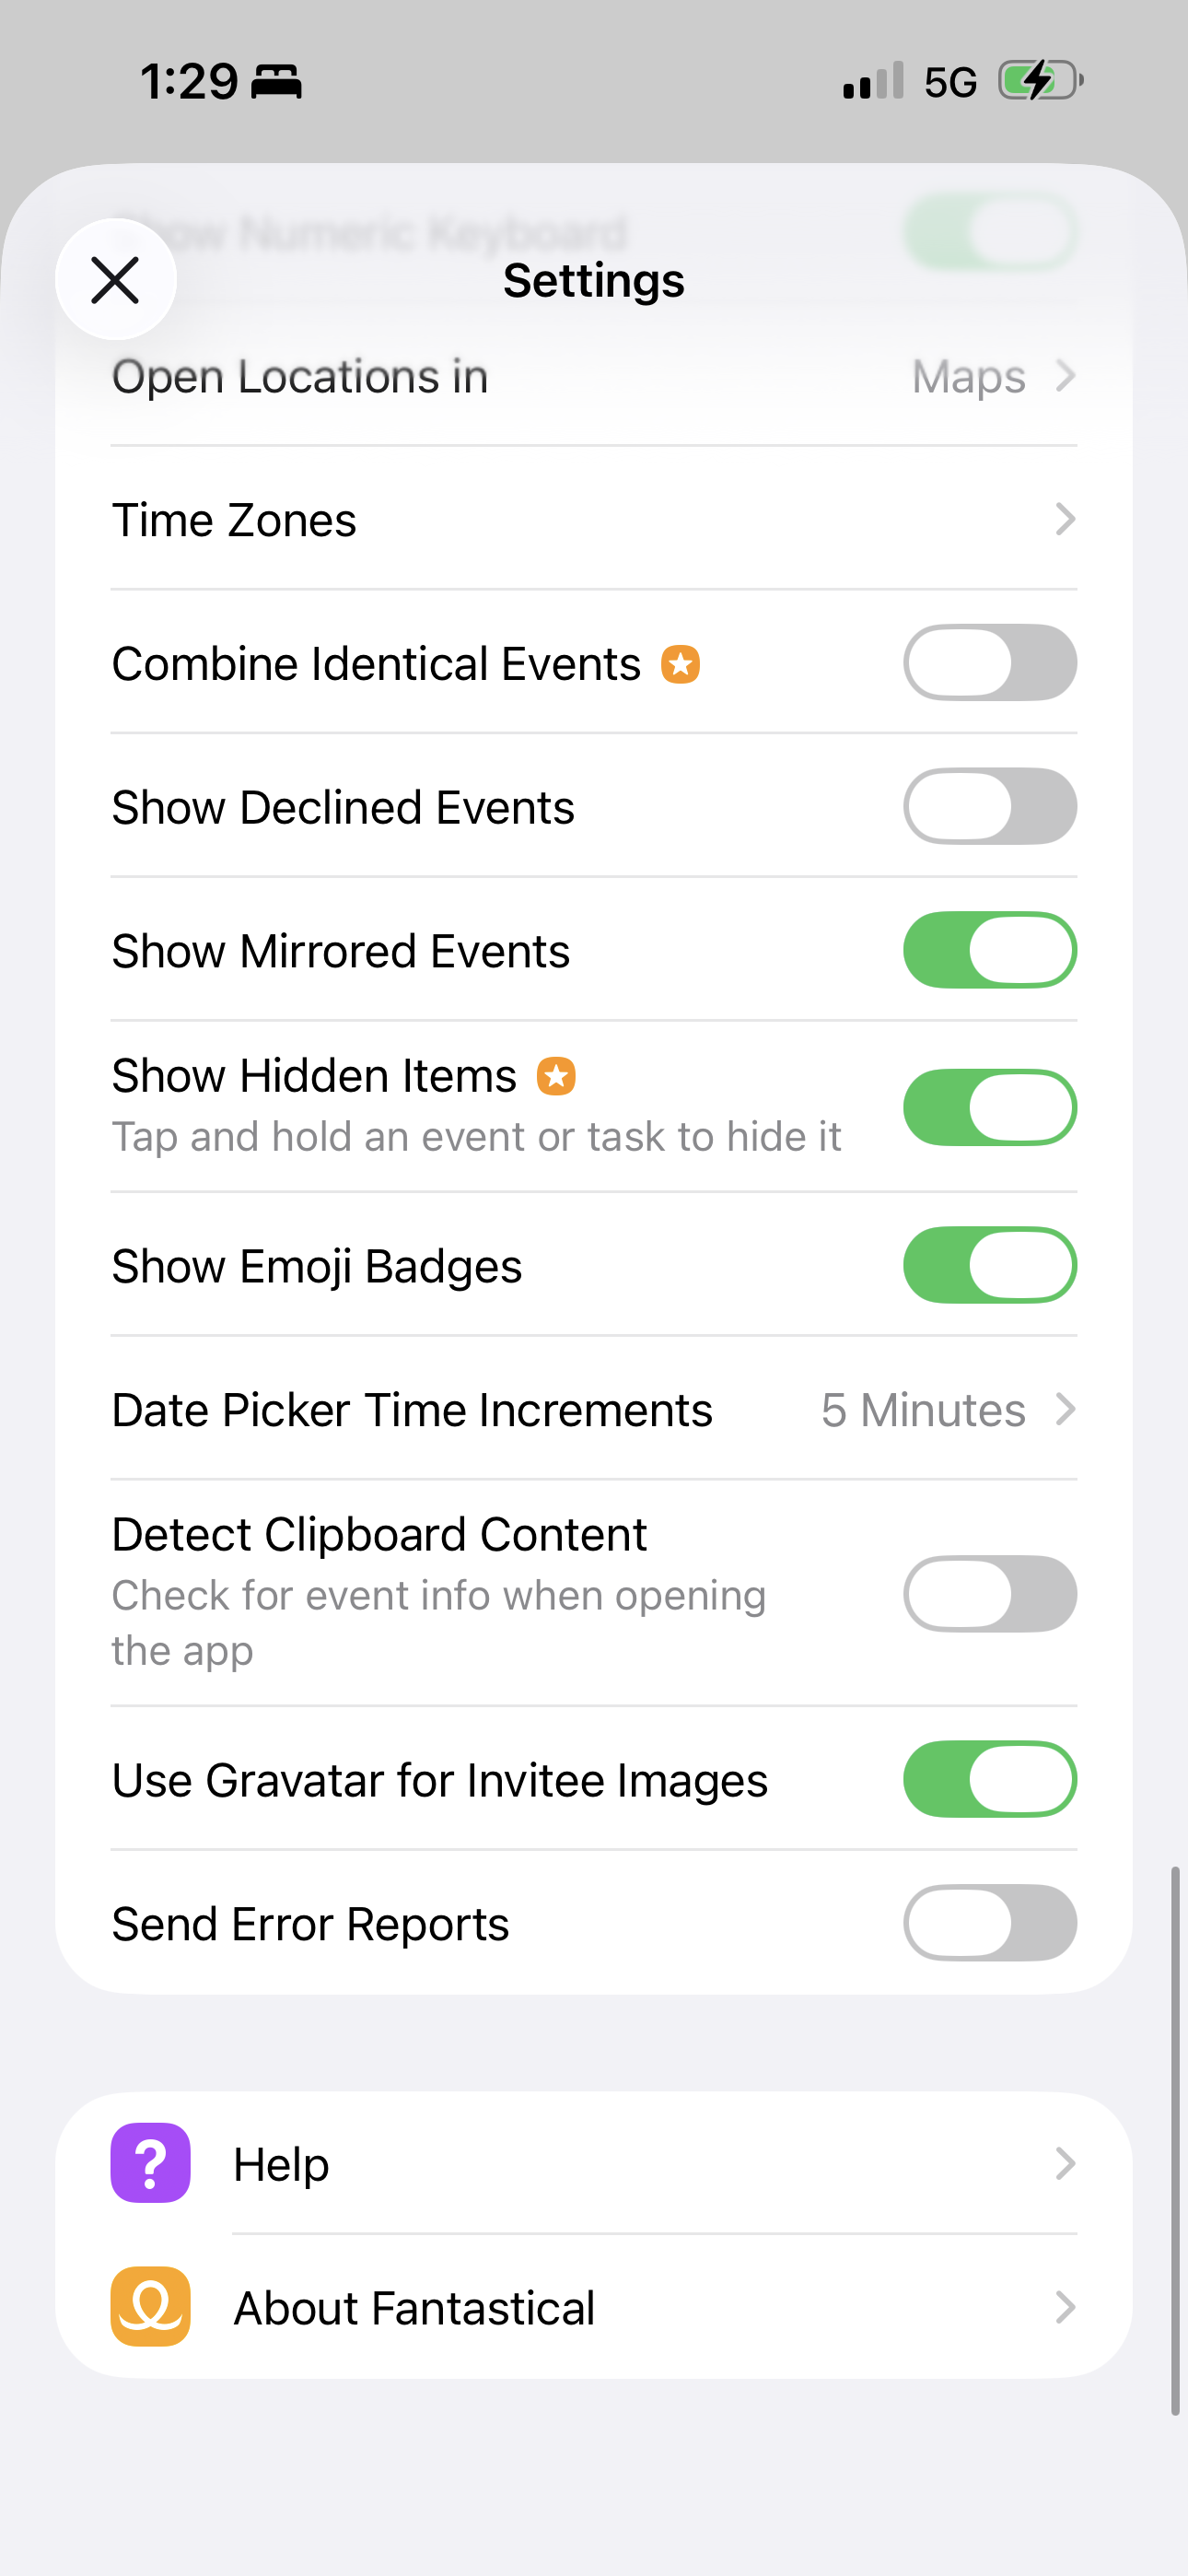 1:29
5G
Show Numeric Keyboard
Settings
Open Locations in Maps
Time Zones
Combine Identical Events
Show Declined Events
Show Mirrored Events
Show Hidden Items
Tap and hold an event or task to hide it
Show Emoji Badges
Date Picker Time Increments 5 Minutes
Detect Clipboard Content
Check for event info when opening
the app
Use Gravatar for Invitee Images
Send Error Reports
?
Help
About Fantastical